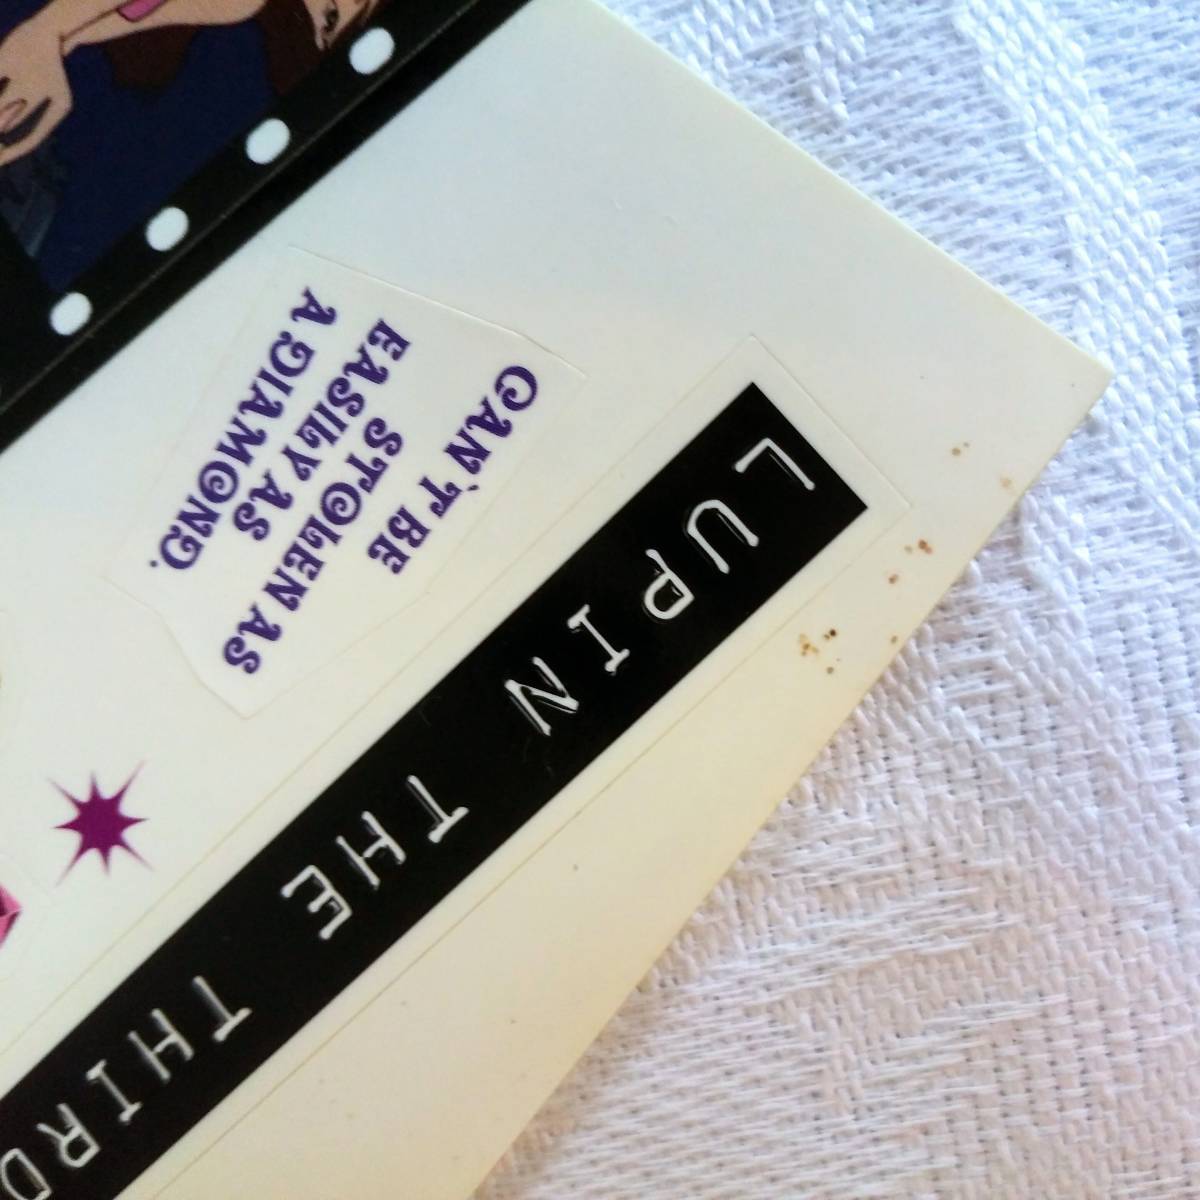 CAN'T BE
STOLEN AS
EASILY AS
A DIAMOND.
LUPIN THE THIRD